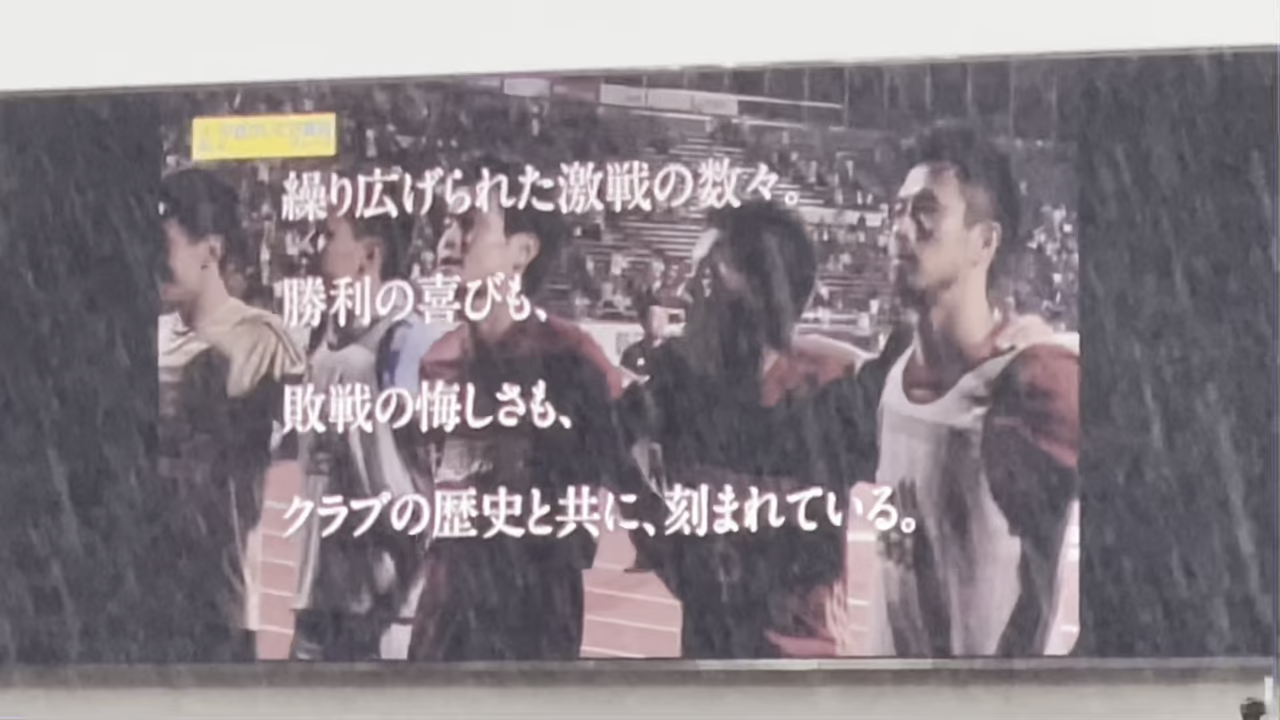 繰り広げられた激戦の数々。
勝利の喜びも、
敗戦の悔しさも、
クラブの歴史と共に、刻まれている。